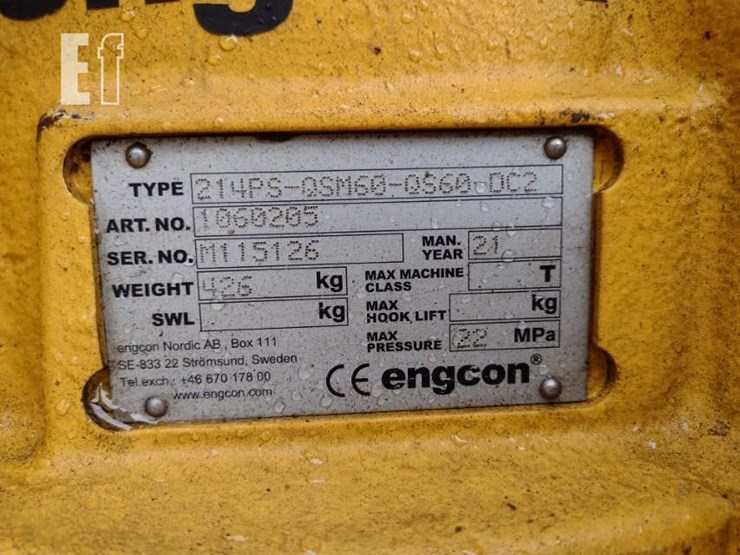 Ef
TYPE 214PS-QSM60-QS60 DC2
ART. NO. 1060205
SER. NO. M115126 MAN. YEAR 21
WEIGHT 426 kg MAX MACHINE CLASS T
SWL kg MAX HOOK LIFT kg
MAX PRESSURE 22 MPa
engcon Nordic AB, Box 111
SE-833 22 Strömsund, Sweden
Tel.exch.: +46 670 178 00
www.engcon.com
CE engcon®